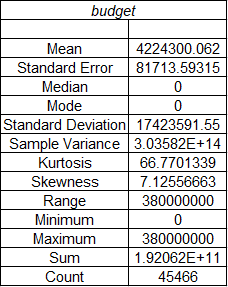 budget
Mean 4224300.062
Standard Error 81713.59315
Median 0
Mode 0
Standard Deviation 17423591.55
Sample Variance 3.03582E+14
Kurtosis 66.7701339
Skewness 7.12556663
Range 380000000
Minimum 0
Maximum 380000000
Sum 1.92062E+11
Count 45466